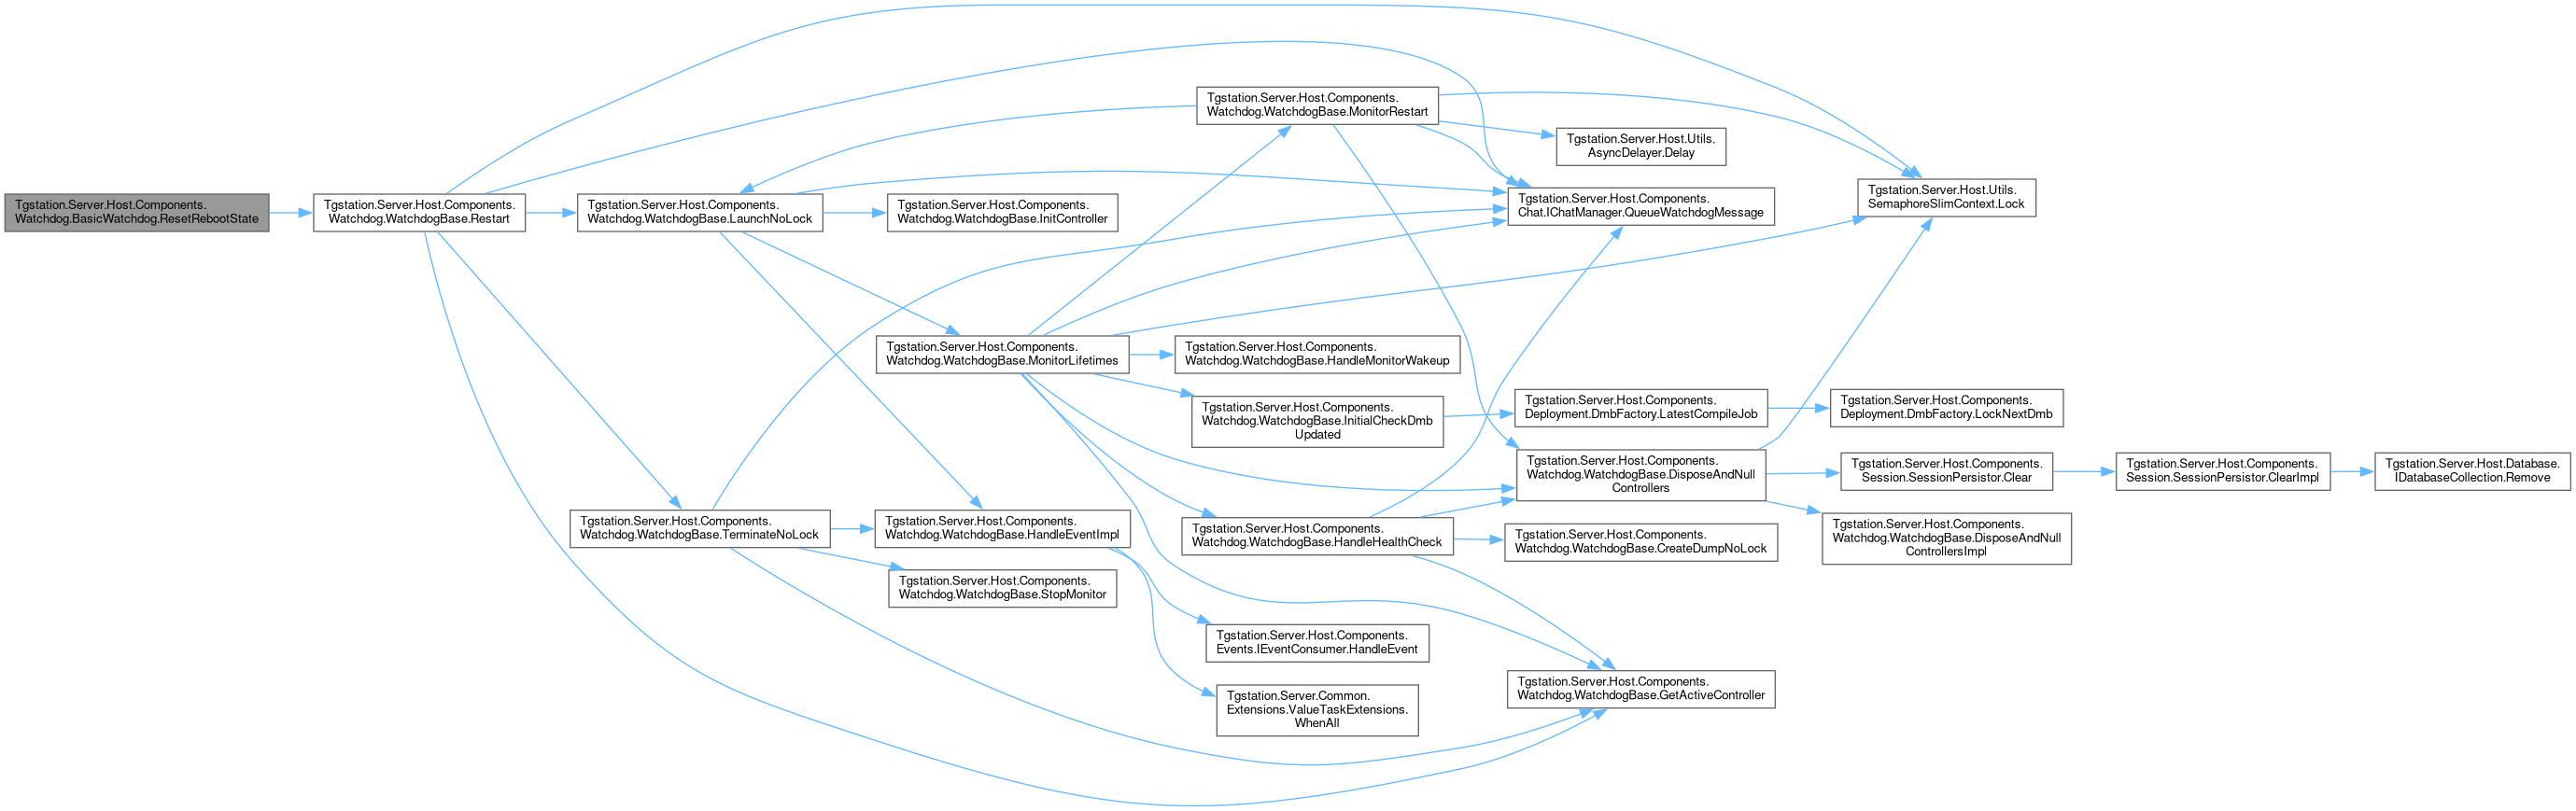 Tgstation.Server.Host.Components.
Watchdog.BasicWatchdog.ResetRebootState
Tgstation.Server.Host.Components.
Watchdog.WatchdogBase.Restart
Tgstation.Server.Host.Components.
Watchdog.WatchdogBase.LaunchNoLock
Tgstation.Server.Host.Components.
Watchdog.WatchdogBase.InitController
Tgstation.Server.Host.Components.
Watchdog.WatchdogBase.MonitorRestart
Tgstation.Server.Host.Utils.
AsyncDelayer.Delay
Tgstation.Server.Host.Components.
Chat.IChatManager.QueueWatchdogMessage
Tgstation.Server.Host.Utils.
SemaphoreSlimContext.Lock
Tgstation.Server.Host.Components.
Watchdog.WatchdogBase.MonitorLifetimes
Tgstation.Server.Host.Components.
Watchdog.WatchdogBase.HandleMonitorWakeup
Tgstation.Server.Host.Components.
Watchdog.WatchdogBase.InitialCheckDmb
Updated
Tgstation.Server.Host.Components.
Deployment.DmbFactory.LatestCompileJob
Tgstation.Server.Host.Components.
Deployment.DmbFactory.LockNextDmb
Tgstation.Server.Host.Components.
Watchdog.WatchdogBase.DisposeAndNull
Controllers
Tgstation.Server.Host.Components.
Session.SessionPersistor.Clear
Tgstation.Server.Host.Components.
Session.SessionPersistor.ClearImpl
Tgstation.Server.Host.Database.
IDatabaseCollection.Remove
Tgstation.Server.Host.Components.
Watchdog.WatchdogBase.TerminateNoLock
Tgstation.Server.Host.Components.
Watchdog.WatchdogBase.HandleEventImpl
Tgstation.Server.Host.Components.
Watchdog.WatchdogBase.HandleHealthCheck
Tgstation.Server.Host.Components.
Watchdog.WatchdogBase.CreateDumpNoLock
Tgstation.Server.Host.Components.
Watchdog.WatchdogBase.DisposeAndNull
ControllersImpl
Tgstation.Server.Host.Components.
Watchdog.WatchdogBase.StopMonitor
Tgstation.Server.Host.Components.
Events.IEventConsumer.HandleEvent
Tgstation.Server.Common.
Extensions.ValueTaskExtensions.
WhenAll
Tgstation.Server.Host.Components.
Watchdog.WatchdogBase.GetActiveController